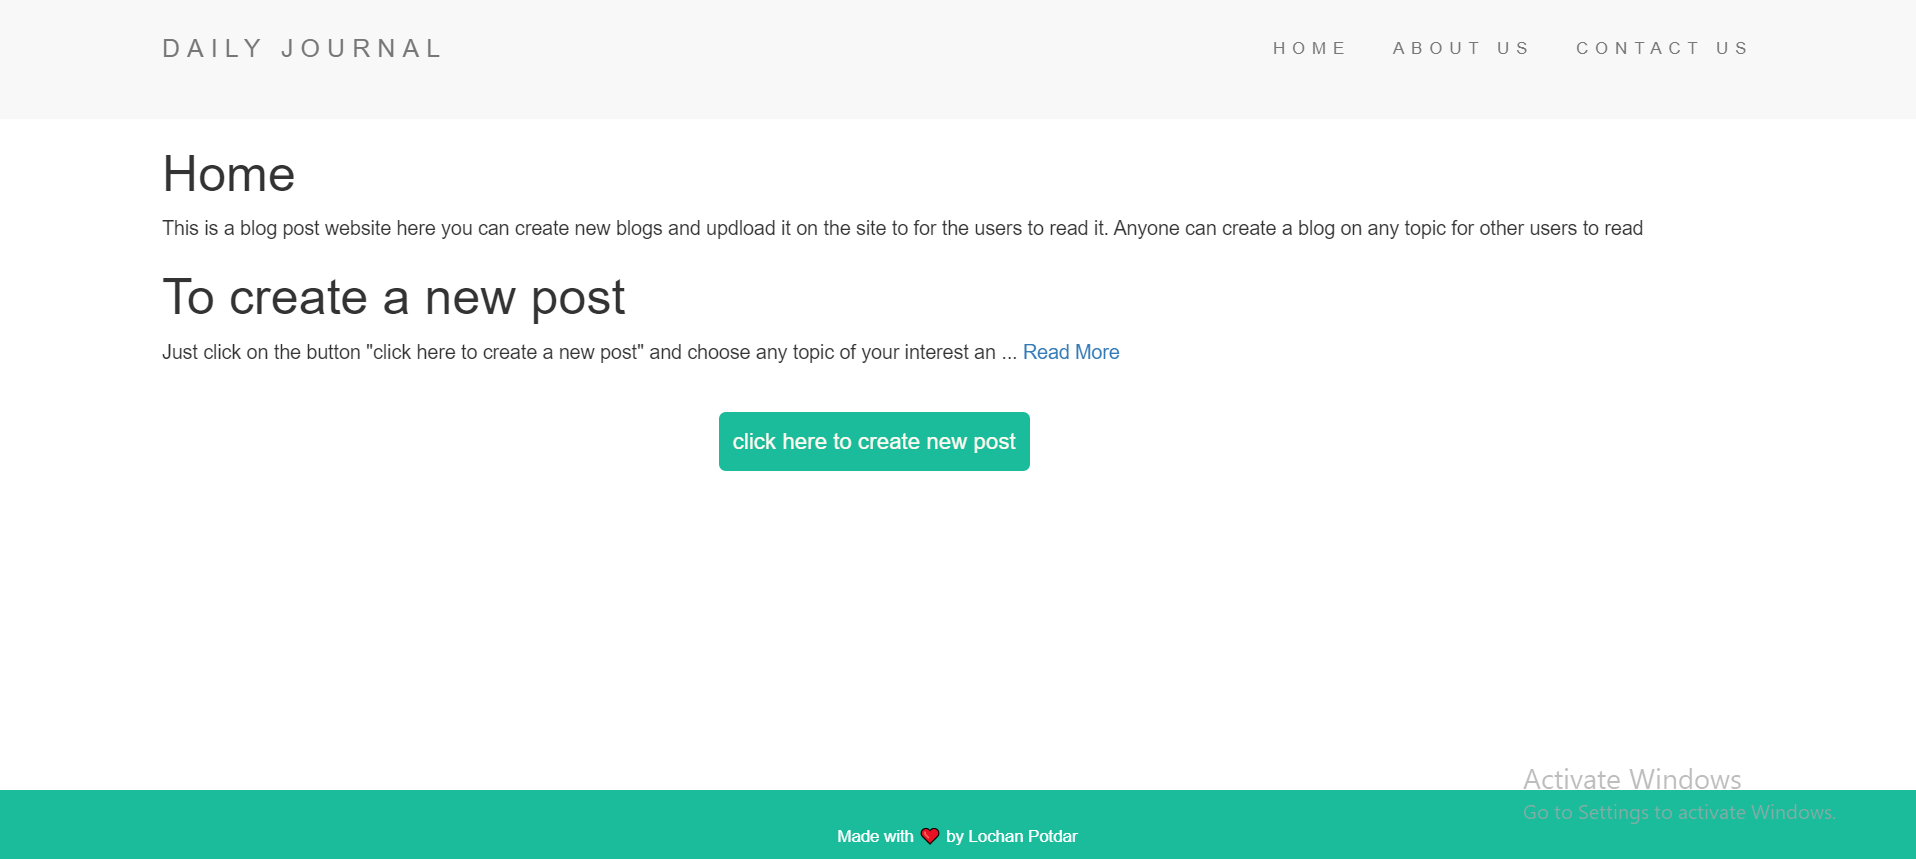 DAILY JOURNAL
HOME ABOUT US CONTACT US
Home
This is a blog post website here you can create new blogs and updload it on the site to for the users to read it. Anyone can create a blog on any topic for other users to read
To create a new post
Just click on the button "click here to create a new post" and choose any topic of your interest an ... Read More
click here to create new post
Activate Windows
Go to Settings to activate Windows.
Made with ❤️ by Lochan Potdar